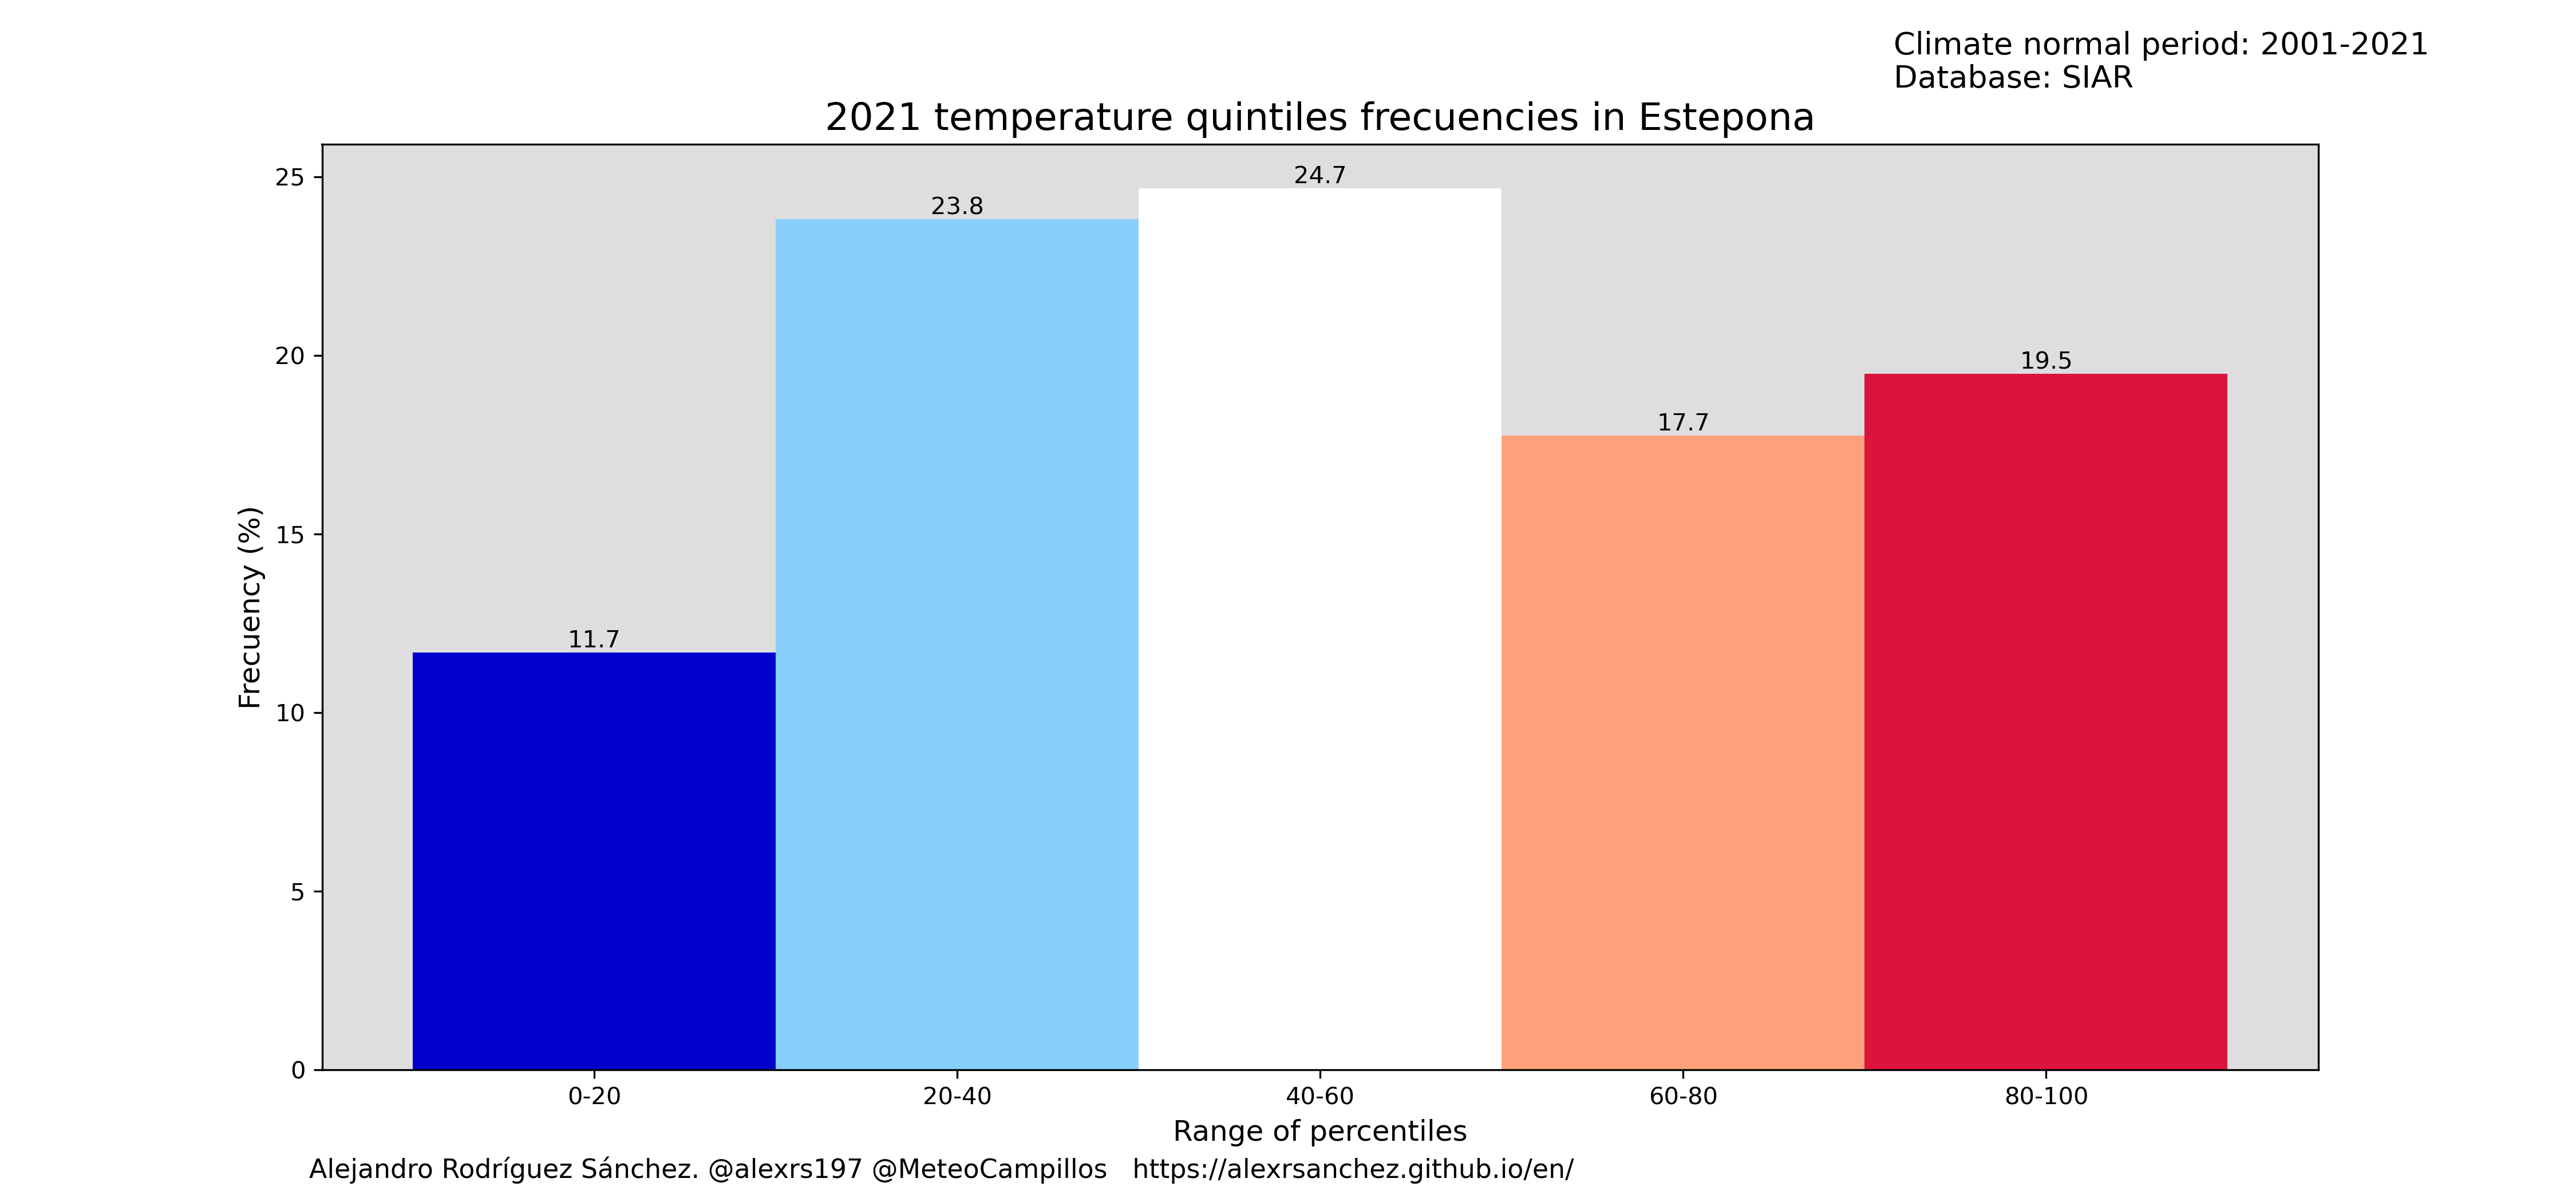 Climate normal period: 2001-2021
Database: SIAR
2021 temperature quintiles frecuencies in Estepona
25
20
15
10
5
0
Frecuency (%)
11.7
23.8
24.7
17.7
19.5
0-20
20-40
40-60
60-80
80-100
Range of percentiles
Alejandro Rodríguez Sánchez. @alexrs197 @MeteoCampillos   https://alexrsanchez.github.io/en/